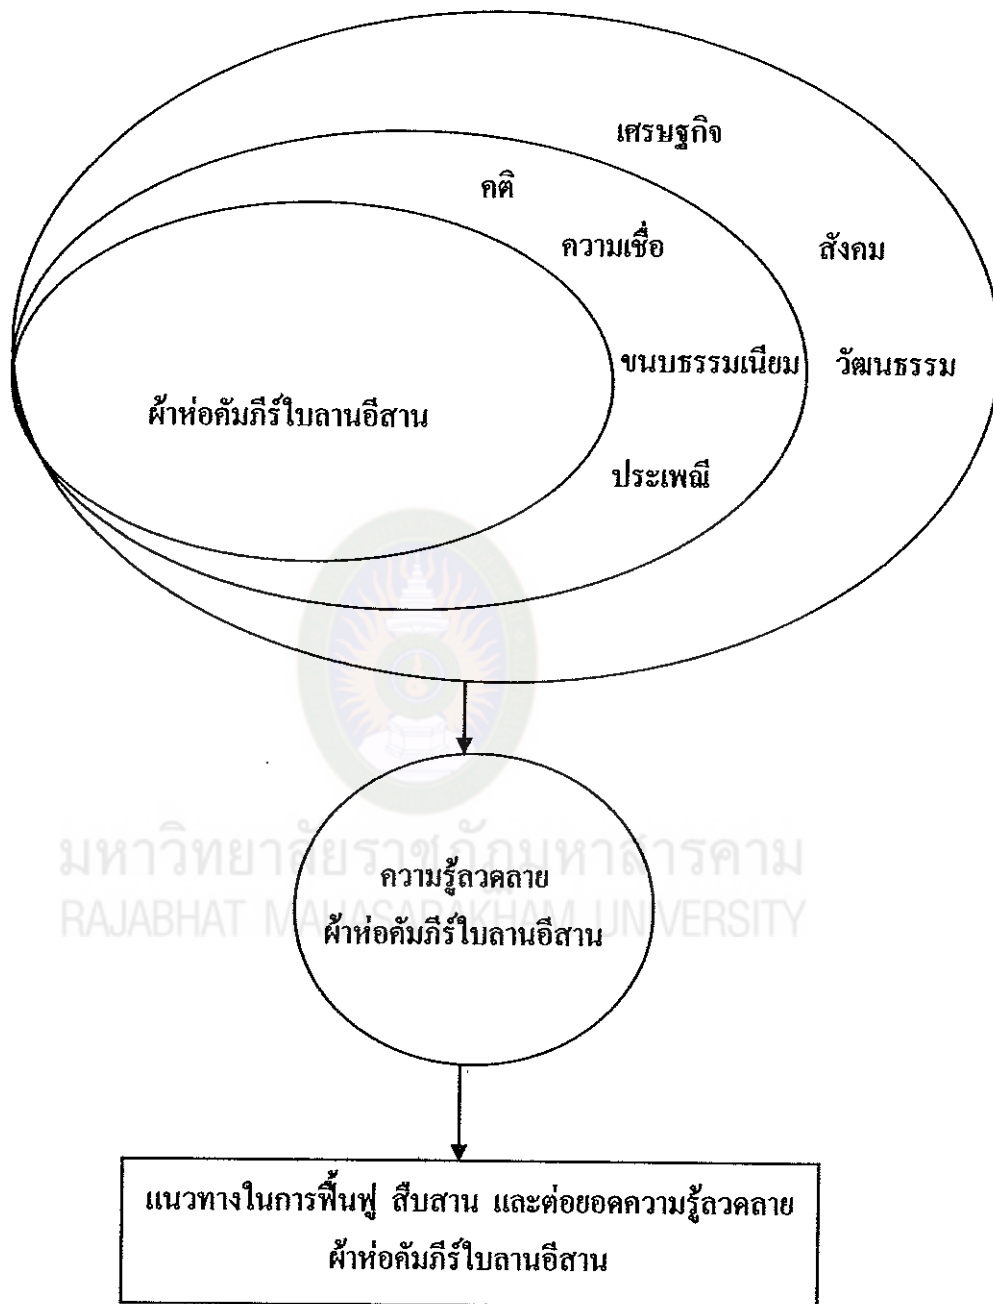 เศรษฐกิจ
คติ
ความเชื่อ
สังคม
ขนบธรรมเนียม
วัฒนธรรม
ผ้าห่อคัมภีร์ใบลานอีสาน
ประเพณี
มหาวิทยาลัยราชภัฏมหาสารคาม
RAJABHAT MAHASARAKHAM UNIVERSITY
ความรู้ลวดลาย
ผ้าห่อคัมภีร์ใบลานอีสาน
แนวทางในการฟื้นฟู สืบสาน และต่อยอดความรู้ลวดลาย
ผ้าห่อคัมภีร์ใบลานอีสาน